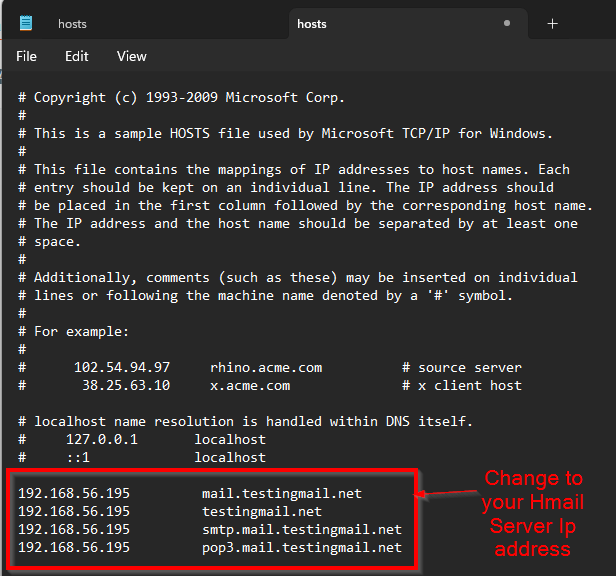 hosts
hosts
File Edit View
# Copyright (c) 1993-2009 Microsoft Corp.
#
# This is a sample HOSTS file used by Microsoft TCP/IP for Windows.
#
# This file contains the mappings of IP addresses to host names. Each
# entry should be kept on an individual line. The IP address should
# be placed in the first column followed by the corresponding host name.
# The IP address and the host name should be separated by at least one
# space.
#
# Additionally, comments (such as these) may be inserted on individual
# lines or following the machine name denoted by a '#' symbol.
#
# For example:
#
#      102.54.94.97     rhino.acme.com          # source server
#       38.25.63.10     x.acme.com              # x client host

# localhost name resolution is handled within DNS itself.
#     127.0.0.1       localhost
#     ::1             localhost

192.168.56.195         mail.testingmail.net
192.168.56.195         testingmail.net
192.168.56.195         smtp.mail.testingmail.net
192.168.56.195         pop3.mail.testingmail.net
Change to
your Hmail
Server Ip
address